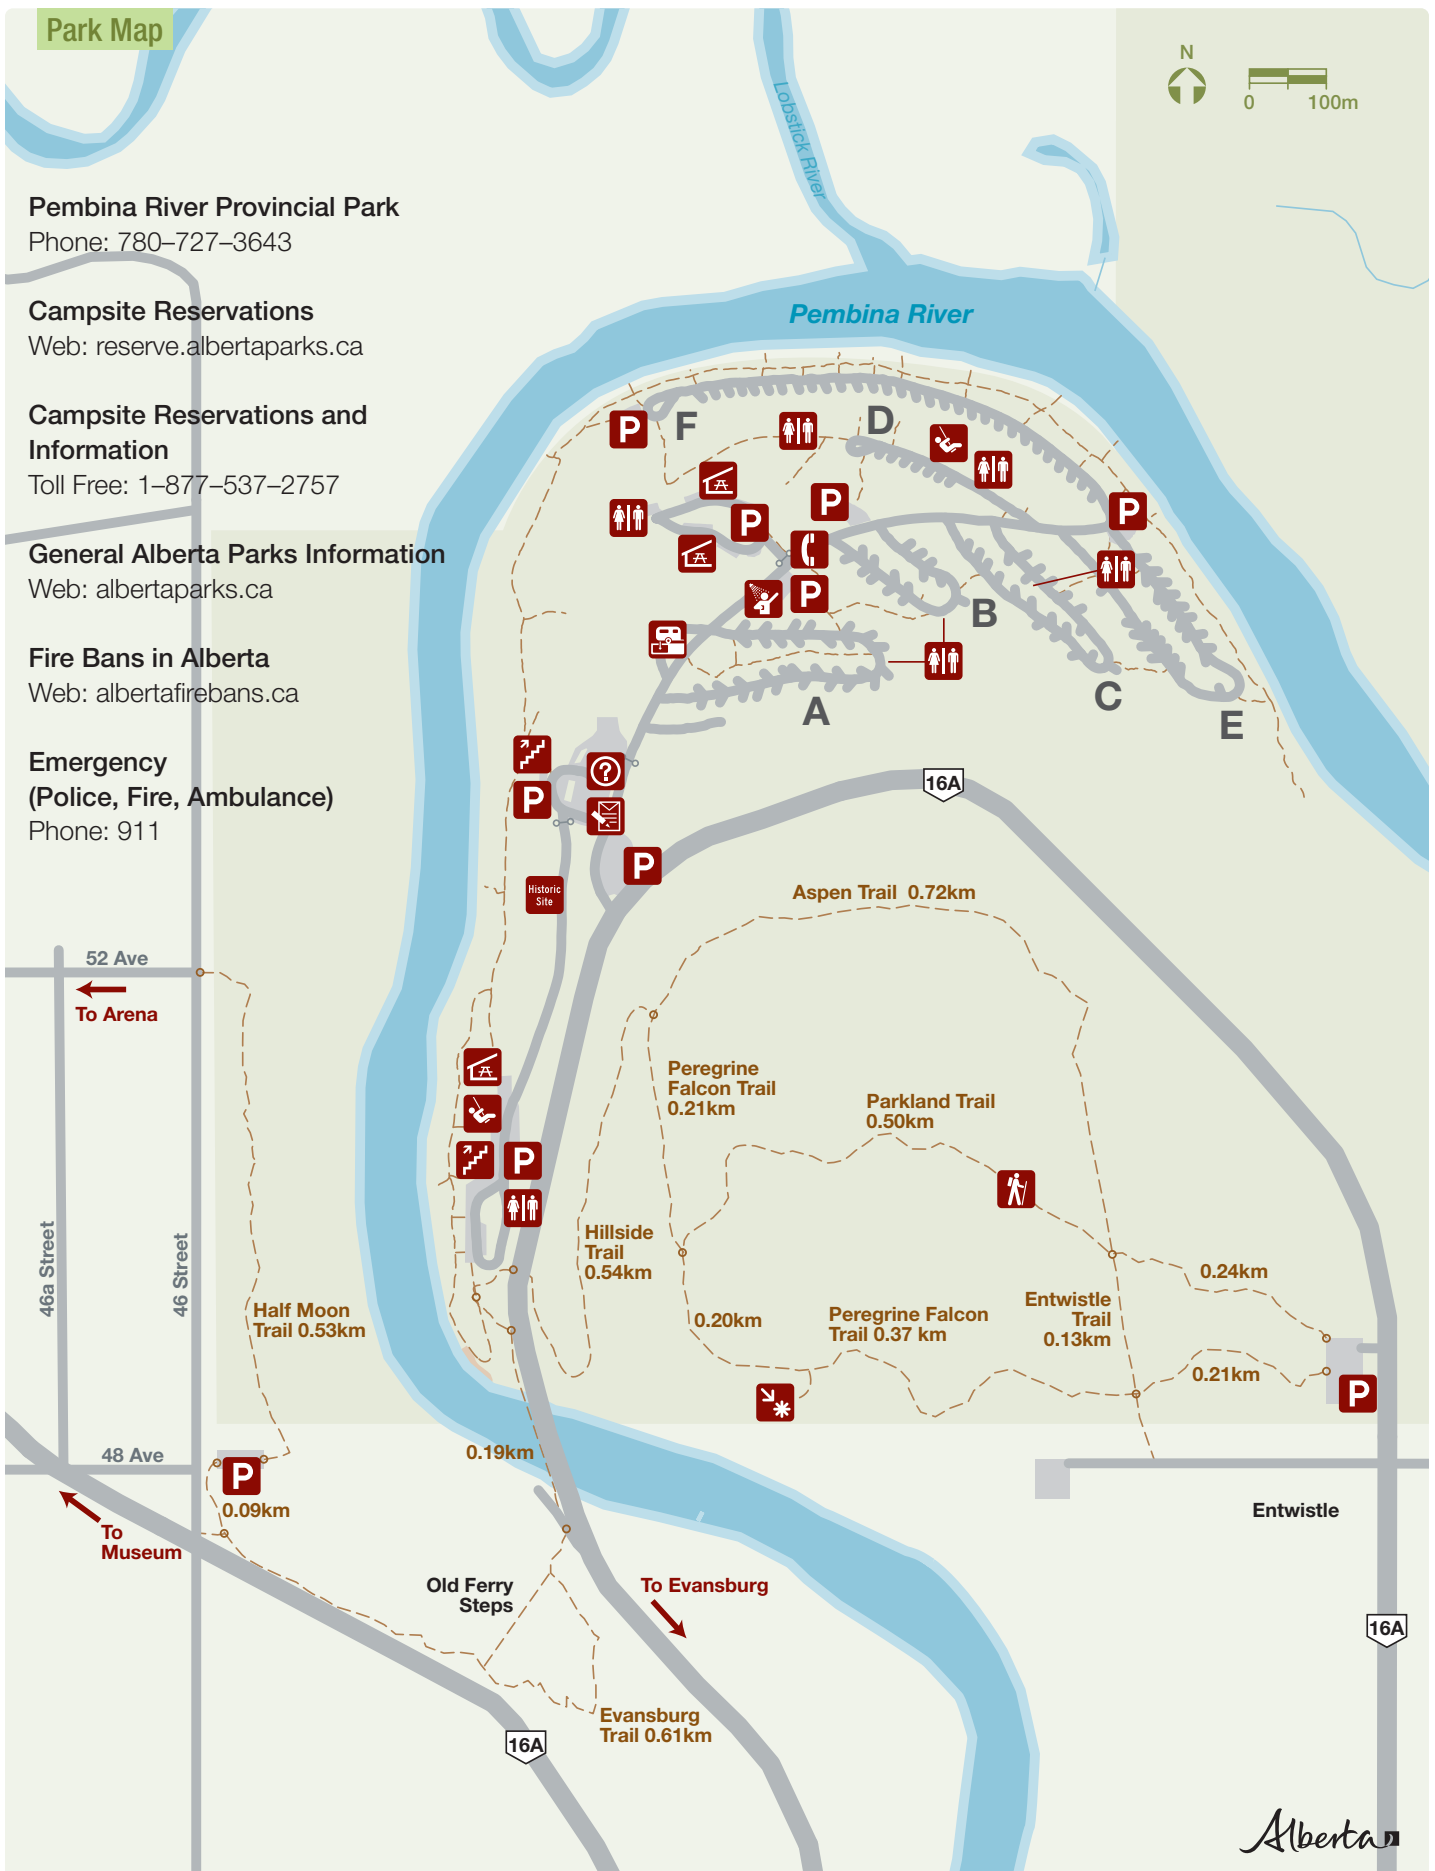 Park Map
N
0 100m
Lobstick River
Pembina River Provincial Park
Phone: 780–727–3643
Campsite Reservations
Web: reserve.albertaparks.ca
Campsite Reservations and
Information
Toll Free: 1–877–537–2757
General Alberta Parks Information
Web: albertaparks.ca
Fire Bans in Alberta
Web: albertafirebans.ca
Emergency
(Police, Fire, Ambulance)
Phone: 911
Pembina River
P
F
D
P
P
P
P
B
A
C
E
?
P
P
16A
Historic
Site
Aspen Trail 0.72km
52 Ave
To Arena
Peregrine
Falcon Trail
0.21km
Parkland Trail
0.50km
P
46a Street
46 Street
Hillside
Trail
0.54km
Half Moon
Trail 0.53km
0.20km
Peregrine Falcon
Trail 0.37 km
Entwistle
Trail
0.13km
0.24km
0.21km
P
48 Ave
P
0.09km
0.19km
To
Museum
Entwistle
Old Ferry
Steps
To Evansburg
Evansburg
Trail 0.61km
16A
16A
Alberta